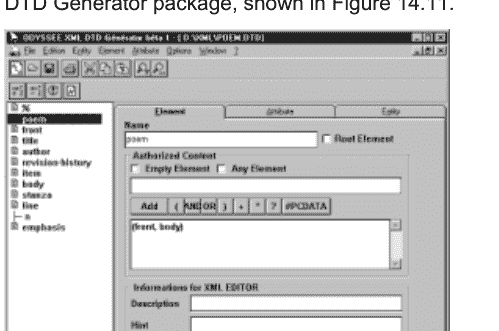 DTD Generator package, shown in Figure 14.11.
ODYSSEE XML DTD Générator béta 1 - [ D:\XML\POEM.DTD]
File Edition Entity Element Attribute Options Window ?
%
poem
front
title
author
revision-history
item
body
stanza
line
n
emphasis
Element Attribute Entity
Name
poem Root Element
Authorized Content
Empty Element Any Element
Add ( AND OR ) + * ? #PCDATA
(front, body)
Informations for XML EDITOR
Description
Hint